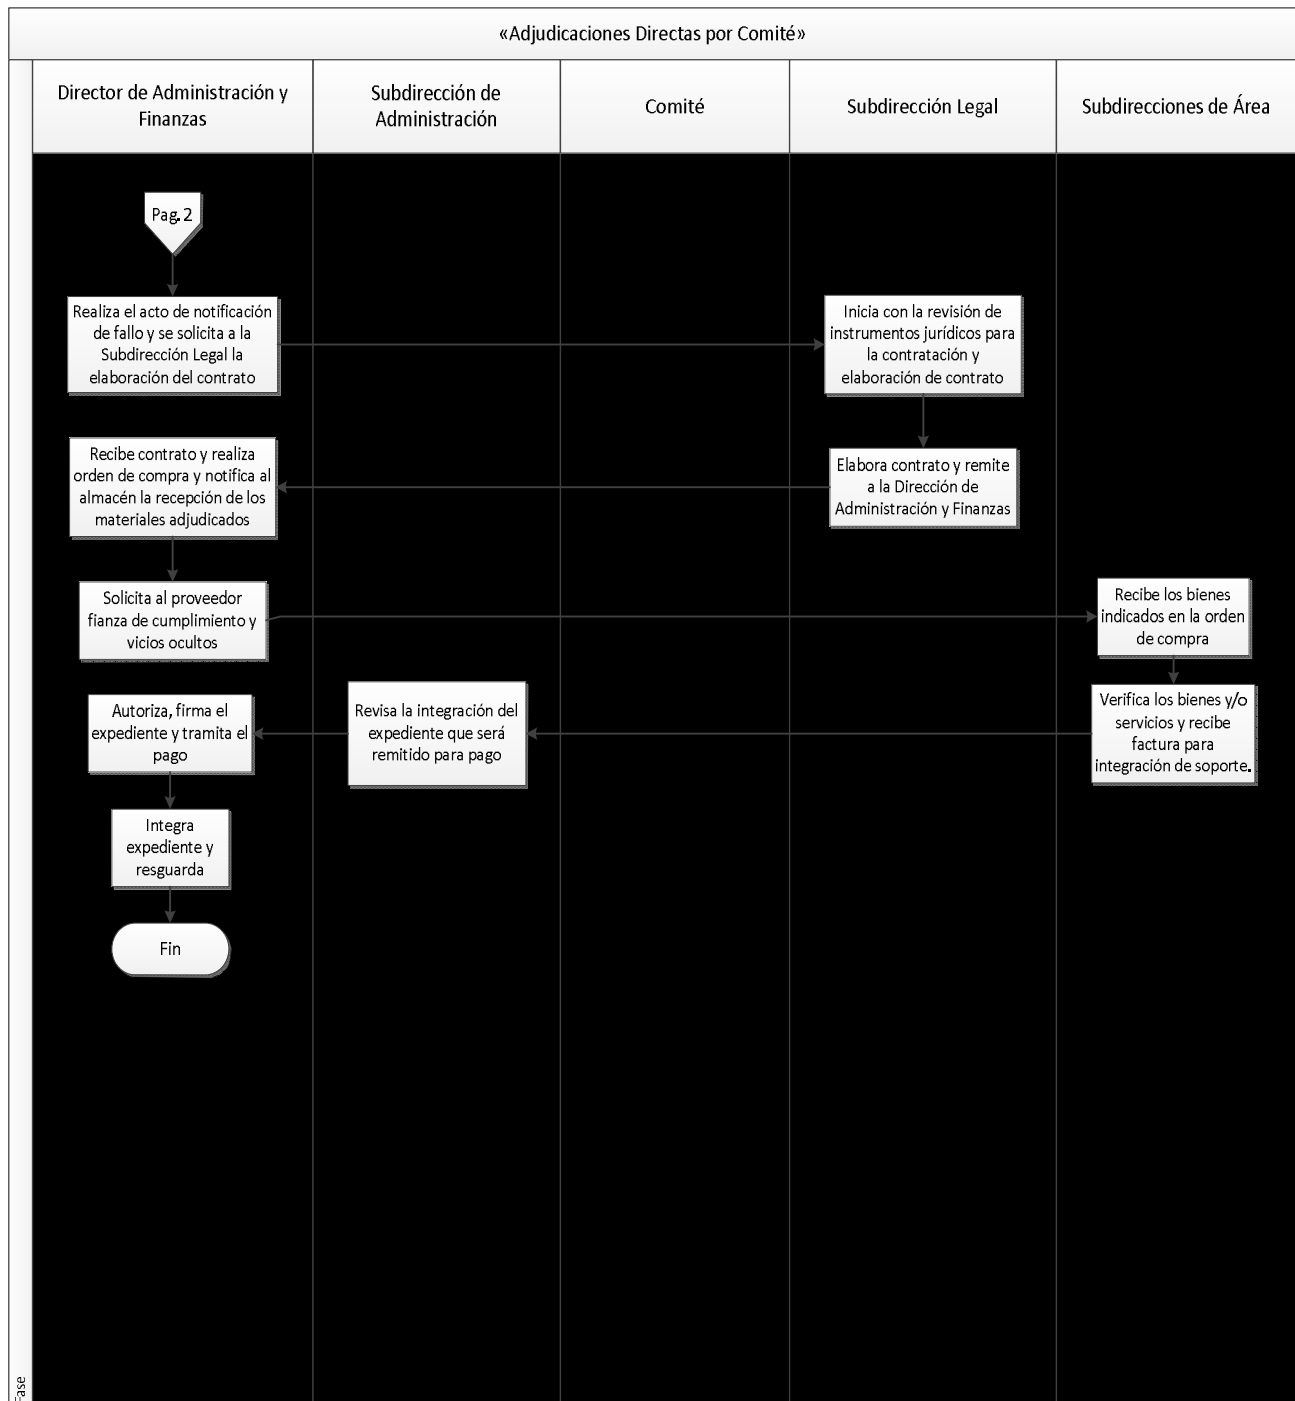 «Adjudicaciones Directas por Comité»
Director de Administración y
Finanzas
Subdirección de
Administración
Comité
Subdirección Legal
Subdirecciones de Área
Pag. 2
Realiza el acto de notificación
de fallo y se solicita a la
Subdirección Legal la
elaboración del contrato
Inicia con la revisión de
instrumentos jurídicos para
la contratación y
elaboración de contrato
Recibe contrato y realiza
orden de compra y notifica al
almacén la recepción de los
materiales adjudicados
Elabora contrato y remite
a la Dirección de
Administración y Finanzas
Solicita al proveedor
fianza de cumplimiento y
vicios ocultos
Recibe los bienes
indicados en la orden
de compra
Autoriza, firma el
expediente y tramita el
pago
Revisa la integración del
expediente que será
remitido para pago
Verifica los bienes y/o
servicios y recibe
factura para
integración de soporte.
Integra
expediente y
resguarda
Fin
Fase